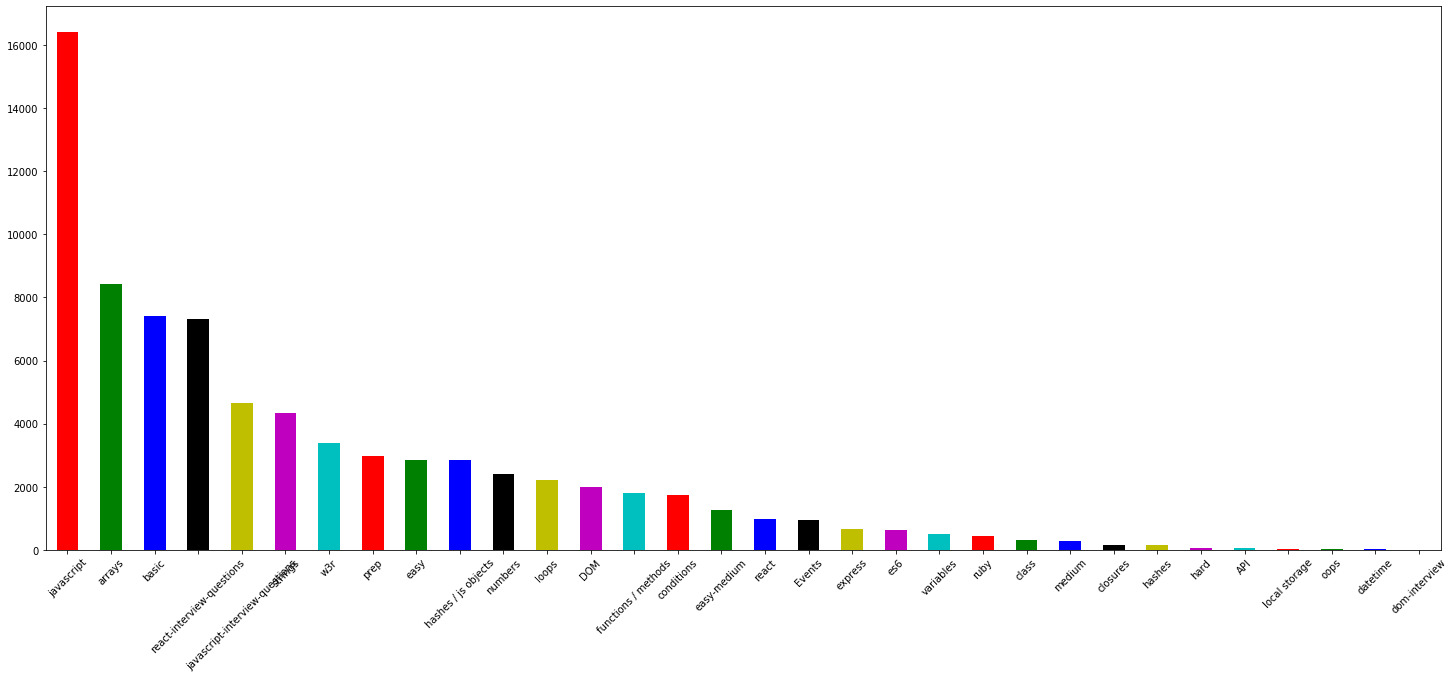 16000
14000
12000
10000
8000
6000
4000
2000
0
javascript
arrays
basic
react-interview-questions
javascript-interview-questions
strings
w3r
prep
easy
hashes / js objects
numbers
loops
DOM
functions / methods
conditions
easy-medium
react
Events
express
es6
variables
ruby
class
medium
closures
hashes
hard
API
local storage
oops
datetime
dom-interview